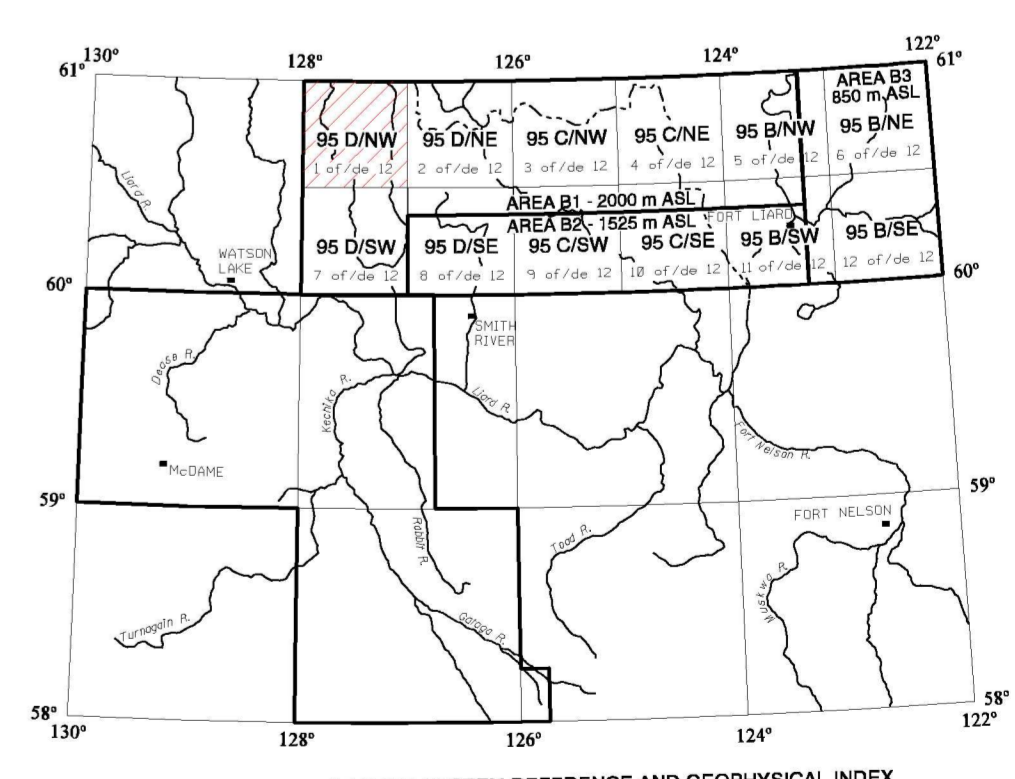 130° 128° 126° 124° 122°
61° 61°
AREA B3
850 m ASL
95 D/NW 95 D/NE 95 C/NW 95 C/NE 95 B/NW 95 B/NE
1 of/de 12 2 of/de 12 3 of/de 12 4 of/de 12 5 of/de 12 6 of/de 12
Liard R.
AREA B1 - 2000 m ASL
AREA B2 - 1525 m ASL
FORT LIARD
95 D/SW 95 D/SE 95 C/SW 95 C/SE 95 B/SW 95 B/SE
7 of/de 12 8 of/de 12 9 of/de 12 10 of/de 12 11 of/de 12 12 of/de 12
WATSON
LAKE
60° 60°
SMITH
RIVER
Dease R.
Kechika R.
Liard R.
Fort Nelson R.
McDAME
59° 59°
FORT NELSON
Rabbit R.
Toad R.
Muskwa R.
Turnagain R.
Gataga R.
58° 58°
130° 128° 126° 124° 122°
REFERENCE AND GEOPHYSICAL INDEX